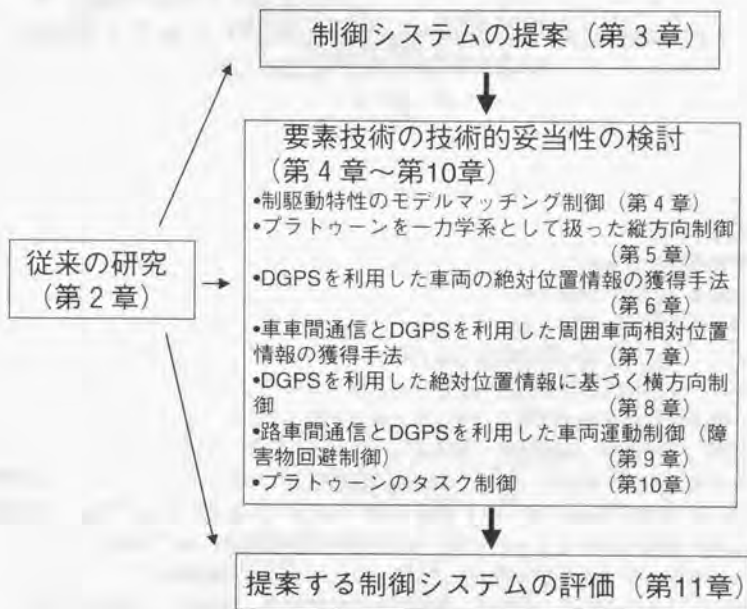 制御システムの提案（第３章）
要素技術の技術的妥当性の検討
（第４章～第10章）
•制駆動特性のモデルマッチング制御（第４章）
•プラトゥーンを一力学系として扱った縦方向制御
（第５章）
•DGPSを利用した車両の絶対位置情報の獲得手法
（第６章）
•車車間通信とDGPSを利用した周囲車両相対位置
情報の獲得手法　（第７章）
•DGPSを利用した絶対位置情報に基づく横方向制
御　（第８章）
•路車間通信とDGPSを利用した車両運動制御（障
害物回避制御）　（第９章）
•プラトゥーンのタスク制御　（第10章）
従来の研究
（第２章）
提案する制御システムの評価（第11章）